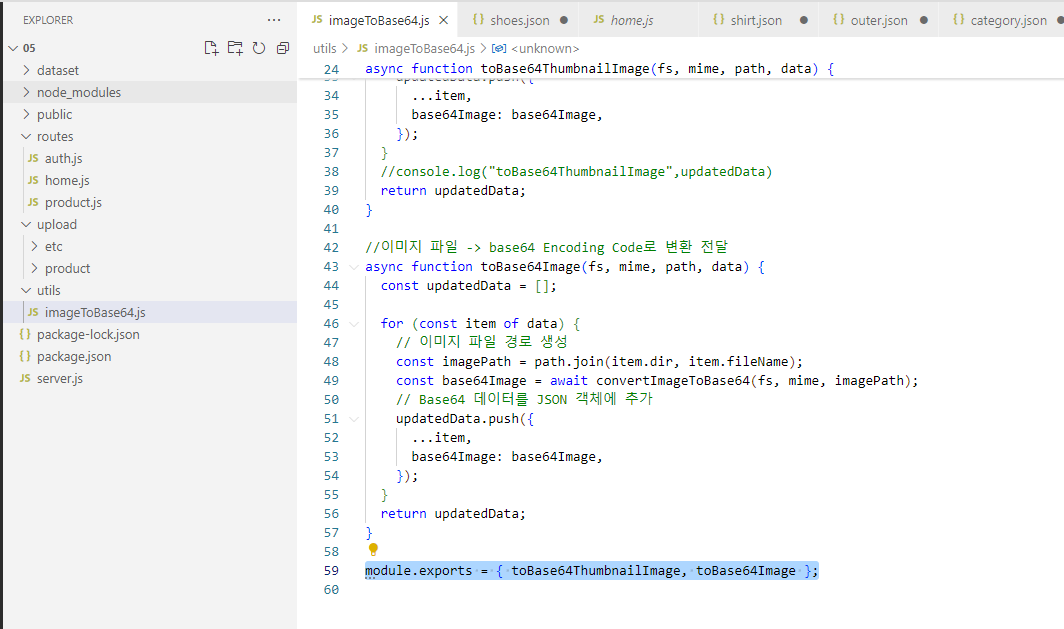 EXPLORER
05
dataset
node_modules
public
routes
JS auth.js
JS home.js
JS product.js
upload
etc
product
utils
JS imageToBase64.js
{} package-lock.json
{} package.json
JS server.js
JS imageToBase64.js
{} shoes.json
JS home.js
{} shirt.json
{} outer.json
{} category.json
utils > JS imageToBase64.js > <unknown>
24 async function toBase64ThumbnailImage(fs, mime, path, data) {
34 ...item,
35 base64Image: base64Image,
36 });
37 }
38 //console.log("toBase64ThumbnailImage",updatedData)
39 return updatedData;
40 }
41
42 //이미지 파일 -> base64 Encoding Code로 변환 전달
43 async function toBase64Image(fs, mime, path, data) {
44 const updatedData = [];
45
46 for (const item of data) {
47 // 이미지 파일 경로 생성
48 const imagePath = path.join(item.dir, item.fileName);
49 const base64Image = await convertImageToBase64(fs, mime, imagePath);
50 // Base64 데이터를 JSON 객체에 추가
51 updatedData.push({
52 ...item,
53 base64Image: base64Image,
54 });
55 }
56 return updatedData;
57 }
58
59 module.exports = { toBase64ThumbnailImage, toBase64Image };
60